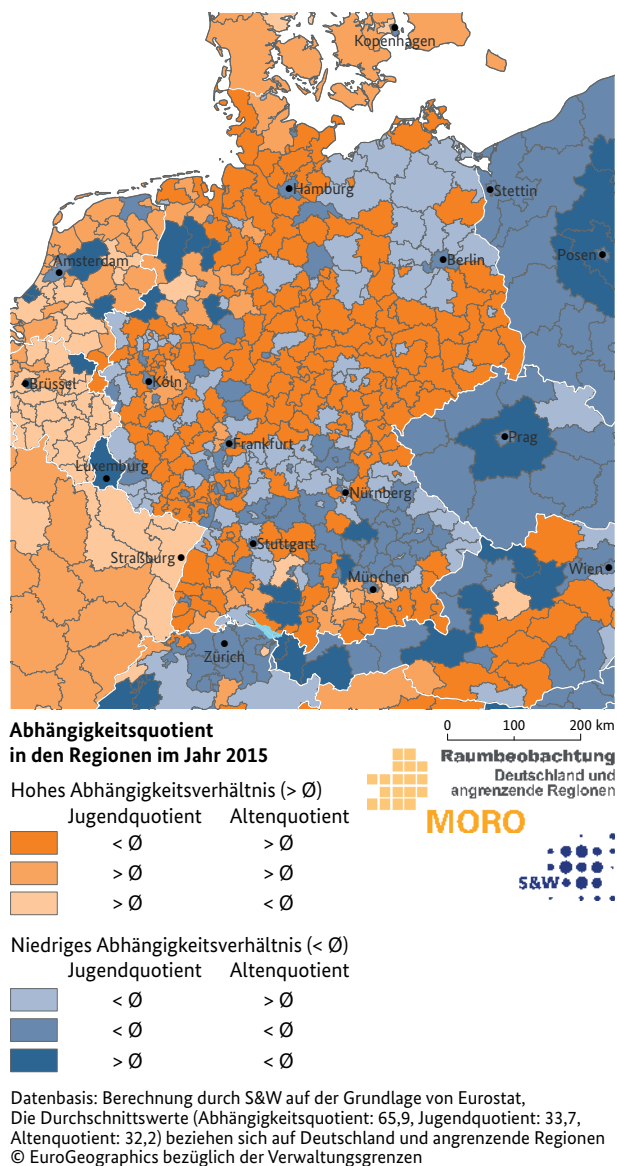 Kopenhagen
Hamburg
Stettin
Amsterdam
Berlin
Posen
Brüssel
Köln
Frankfurt
Prag
Luxemburg
Nürnberg
Straßburg
Stuttgart
München
Wien
Zürich
Abhängigkeitsquotient
in den Regionen im Jahr 2015
0 100 200 km
Raumbeobachtung
Deutschland und
angrenzende Regionen
MORO
S&W
Hohes Abhängigkeitsverhältnis (> Ø)
Jugendquotient Altenquotient
< Ø > Ø
> Ø > Ø
> Ø < Ø
Niedriges Abhängigkeitsverhältnis (< Ø)
Jugendquotient Altenquotient
< Ø > Ø
< Ø < Ø
> Ø < Ø
Datenbasis: Berechnung durch S&W auf der Grundlage von Eurostat,
Die Durchschnittswerte (Abhängigkeitsquotient: 65,9, Jugendquotient: 33,7,
Altenquotient: 32,2) beziehen sich auf Deutschland und angrenzende Regionen
© EuroGeographics bezüglich der Verwaltungsgrenzen